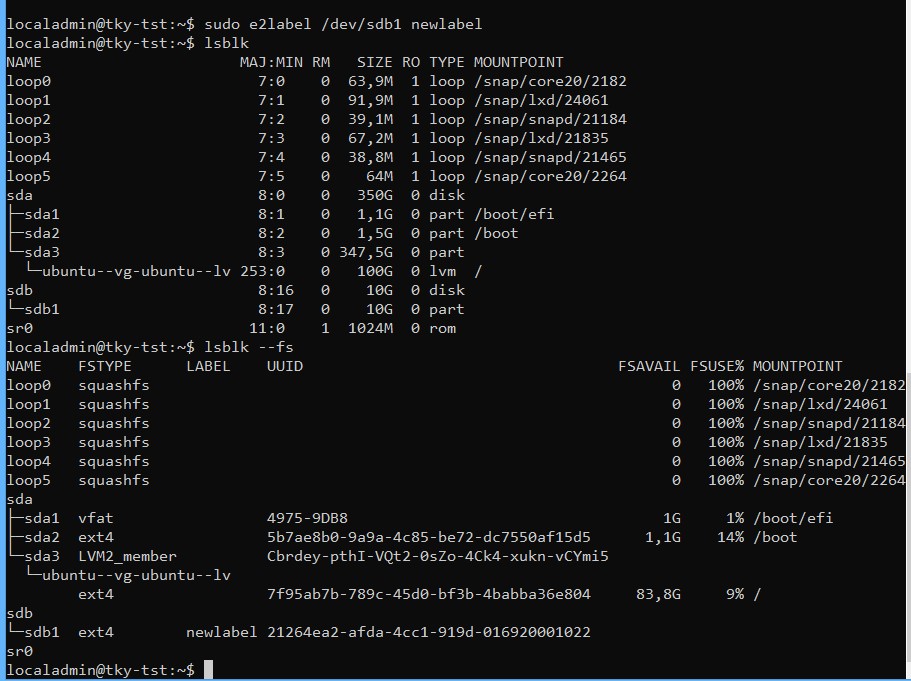 localadmin@tky-tst:~$ sudo e2label /dev/sdb1 newlabel
localadmin@tky-tst:~$ lsblk
NAME                      MAJ:MIN RM   SIZE RO TYPE MOUNTPOINT
loop0                       7:0    0  63,9M  1 loop /snap/core20/2182
loop1                       7:1    0  91,9M  1 loop /snap/lxd/24061
loop2                       7:2    0  39,1M  1 loop /snap/snapd/21184
loop3                       7:3    0  67,2M  1 loop /snap/lxd/21835
loop4                       7:4    0  38,8M  1 loop /snap/snapd/21465
loop5                       7:5    0    64M  1 loop /snap/core20/2264
sda                         8:0    0   350G  0 disk
├─sda1                      8:1    0   1,1G  0 part /boot/efi
├─sda2                      8:2    0   1,5G  0 part /boot
└─sda3                      8:3    0 347,5G  0 part
  └─ubuntu--vg-ubuntu--lv 253:0    0   100G  0 lvm  /
sdb                         8:16   0    10G  0 disk
└─sdb1                      8:17   0    10G  0 part
sr0                        11:0    1  1024M  0 rom
localadmin@tky-tst:~$ lsblk --fs
NAME    FSTYPE      LABEL    UUID                                   FSAVAIL FSUSE% MOUNTPOINT
loop0   squashfs                                                          0   100% /snap/core20/2182
loop1   squashfs                                                          0   100% /snap/lxd/24061
loop2   squashfs                                                          0   100% /snap/snapd/21184
loop3   squashfs                                                          0   100% /snap/lxd/21835
loop4   squashfs                                                          0   100% /snap/snapd/21465
loop5   squashfs                                                          0   100% /snap/core20/2264
sda
├─sda1  vfat                 4975-9DB8                                   1G     1% /boot/efi
├─sda2  ext4                 5b7ae8b0-9a9a-4c85-be72-dc7550af15d5      1,1G    14% /boot
└─sda3  LVM2_member          Cbrdey-pthI-VQt2-0sZo-4Ck4-xukn-vCYmi5
  └─ubuntu--vg-ubuntu--lv
        ext4                 7f95ab7b-789c-45d0-bf3b-4babba36e804     83,8G     9% /
sdb
└─sdb1  ext4        newlabel 21264ea2-afda-4cc1-919d-016920001022
sr0
localadmin@tky-tst:~$